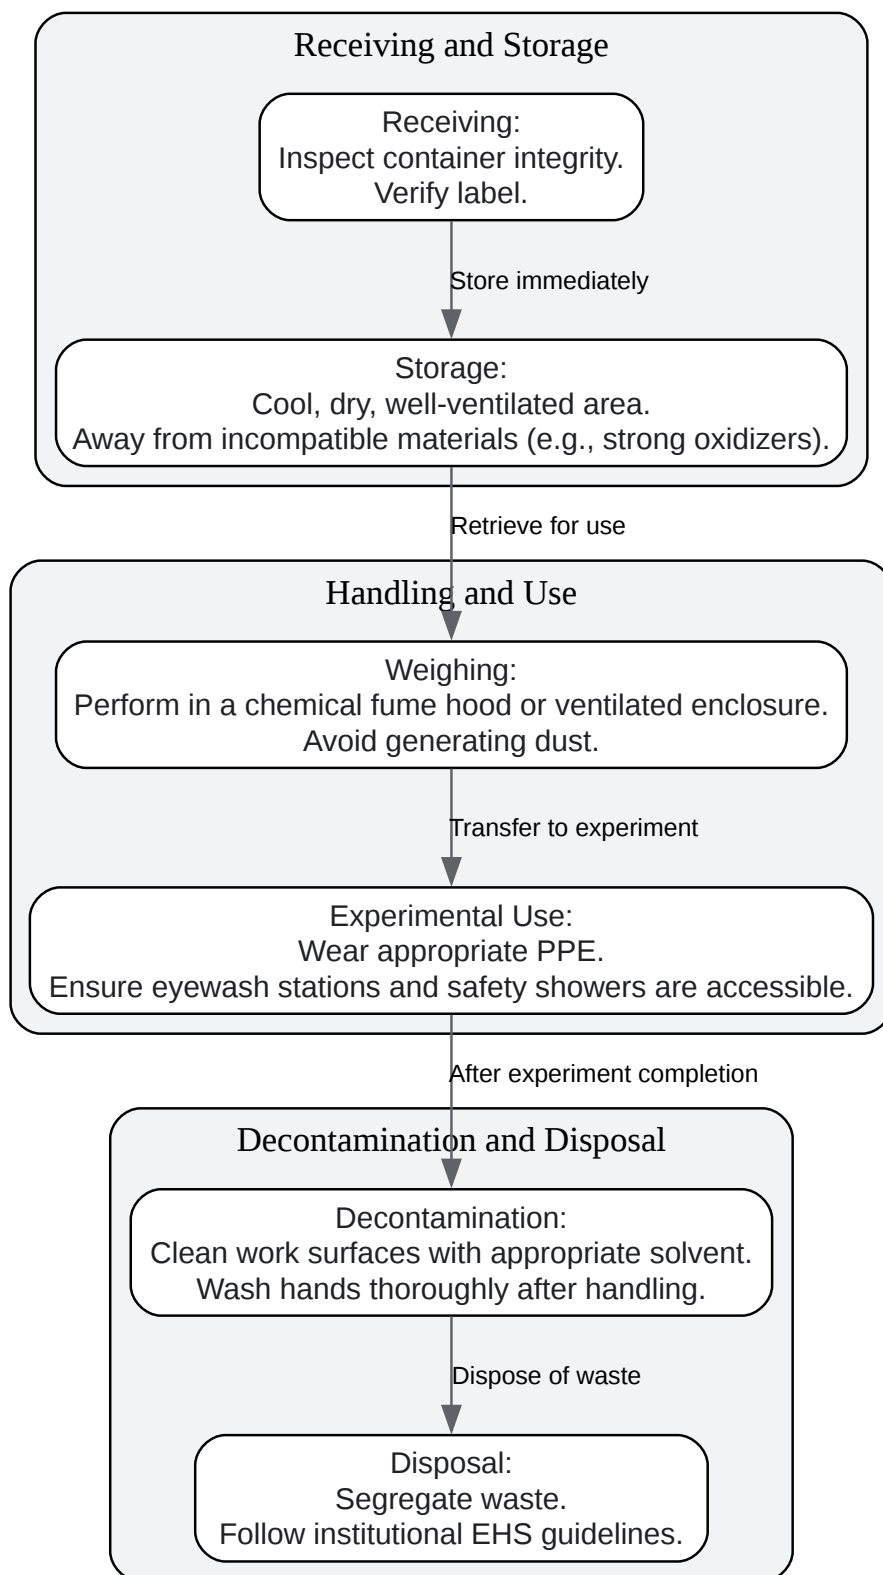 Receiving and Storage
Receiving:
Inspect container integrity.
Verify label.
Store immediately
Storage:
Cool, dry, well-ventilated area.
Away from incompatible materials (e.g., strong oxidizers).
Retrieve for use
Handling and Use
Weighing:
Perform in a chemical fume hood or ventilated enclosure.
Avoid generating dust.
Transfer to experiment
Experimental Use:
Wear appropriate PPE.
Ensure eyewash stations and safety showers are accessible.
After experiment completion
Decontamination and Disposal
Decontamination:
Clean work surfaces with appropriate solvent.
Wash hands thoroughly after handling.
Dispose of waste
Disposal:
Segregate waste.
Follow institutional EHS guidelines.